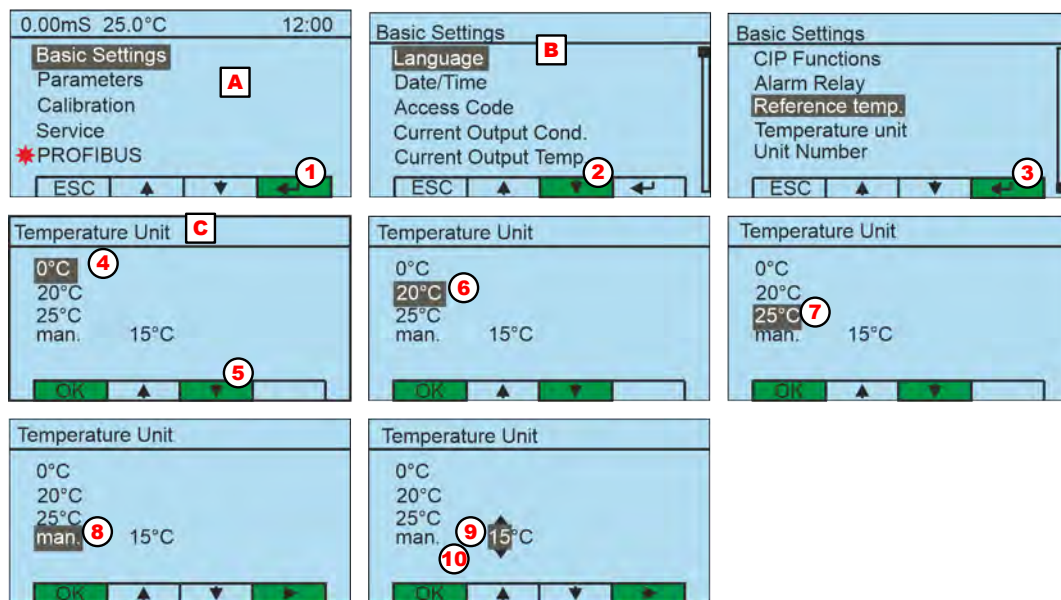 0.00mS 25.0°C 12:00
Basic Settings
A
Parameters
Calibration
Service
PROFIBUS
1
ESC
Basic Settings
B
Language
Date/Time
Access Code
Current Output Cond.
Current Output Temp.
2
ESC
Basic Settings
CIP Functions
Alarm Relay
Reference temp.
Temperature unit
Unit Number
3
ESC
Temperature Unit C
0°C 4
20°C
25°C
man. 15°C
5
OK
Temperature Unit
0°C
20°C 6
25°C
man. 15°C
OK
Temperature Unit
0°C
20°C
25°C 7
man. 15°C
OK
Temperature Unit
0°C
20°C
25°C
man. 8 15°C
OK
Temperature Unit
0°C
20°C
25°C
man. 9 15°C
10
OK